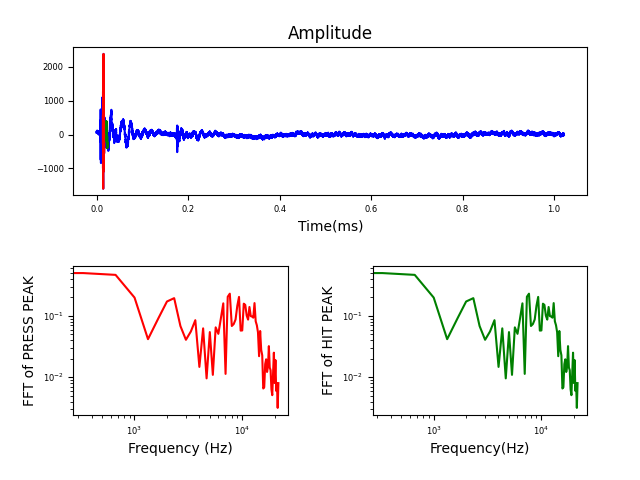 Amplitude
2000
1000
0
−1000
0.0 0.2 0.4 0.6 0.8 1.0
Time(ms)
FFT of PRESS PEAK
10⁻¹
10⁻²
10³ 10⁴
Frequency (Hz)
FFT of HIT PEAK
10⁻¹
10⁻²
10³ 10⁴
Frequency(Hz)